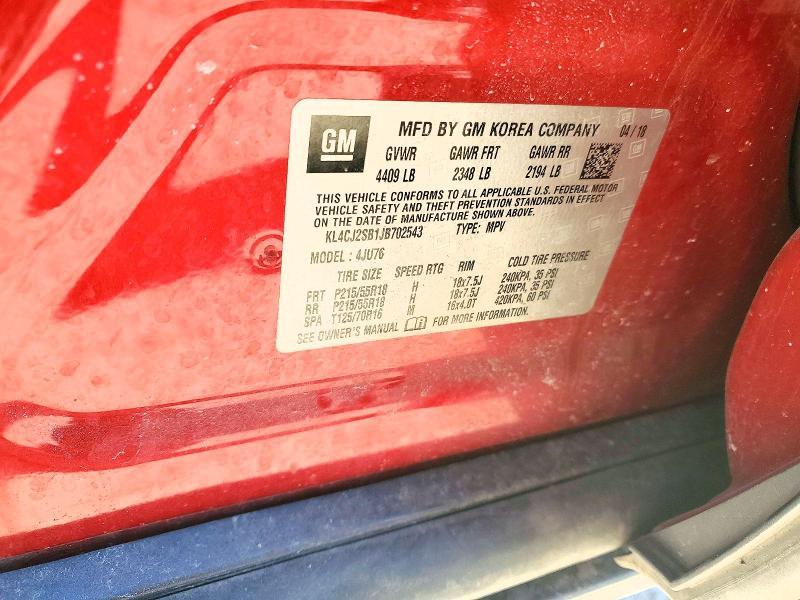 GM
MFD BY GM KOREA COMPANY 04 / 18
GVWR GAWR FRT GAWR RR
4409 LB 2348 LB 2194 LB
THIS VEHICLE CONFORMS TO ALL APPLICABLE U.S. FEDERAL MOTOR
VEHICLE SAFETY AND THEFT PREVENTION STANDARDS IN EFFECT
ON THE DATE OF MANUFACTURE SHOWN ABOVE.
KL4CJ2SB1JB702543 TYPE: MPV
MODEL : 4JU76
TIRE SIZE SPEED RTG RIM COLD TIRE PRESSURE
FRT P215/55R18 H 18x7.5J 240KPA, 35 PSI
RR P215/55R18 H 18x7.5J 240KPA, 35 PSI
SPA T125/70R16 M 16x4.0T 420KPA, 60 PSI
SEE OWNER'S MANUAL FOR MORE INFORMATION.